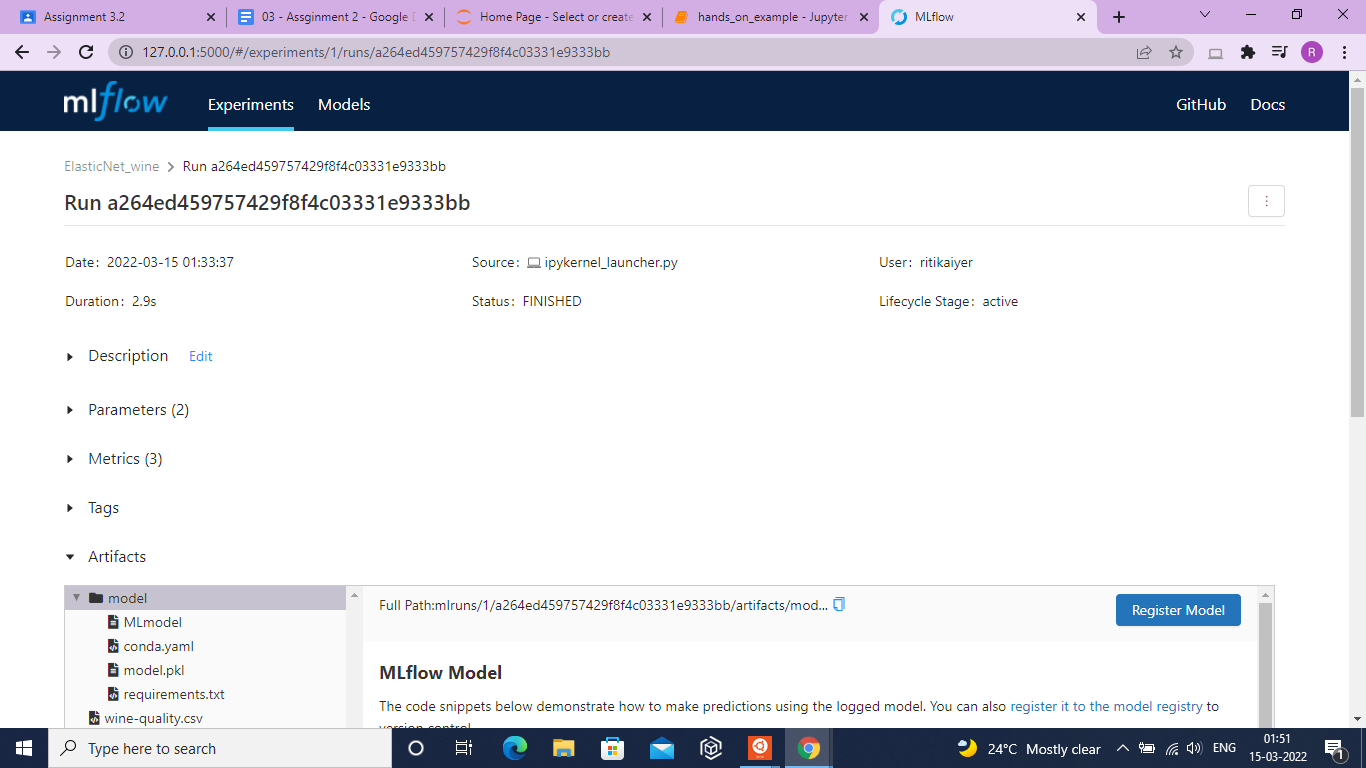 Assignment 3.2
03 - Assginment 2 - Google D
Home Page - Select or create
hands_on_example - Jupyter
MLflow
127.0.0.1:5000/#/experiments/1/runs/a264ed459757429f8f4c03331e9333bb
R
mlflow
Experiments
Models
GitHub
Docs
ElasticNet_wine > Run a264ed459757429f8f4c03331e9333bb
Run a264ed459757429f8f4c03331e9333bb
Date: 2022-03-15 01:33:37
Source: ipykernel_launcher.py
User: ritikaiyer
Duration: 2.9s
Status: FINISHED
Lifecycle Stage: active
Description Edit
Parameters (2)
Metrics (3)
Tags
Artifacts
model
MLmodel
conda.yaml
model.pkl
requirements.txt
wine-quality.csv
Full Path:mlruns/1/a264ed459757429f8f4c03331e9333bb/artifacts/mod...
Register Model
MLflow Model
The code snippets below demonstrate how to make predictions using the logged model. You can also register it to the model registry to
version control
Type here to search
24°C Mostly clear
ENG
01:51
15-03-2022
1